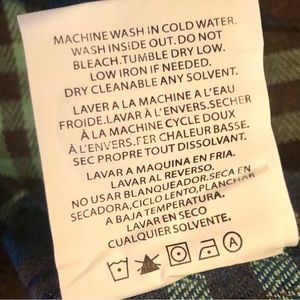 MACHINE WASH IN COLD WATER.
WASH INSIDE OUT. DO NOT
BLEACH.TUMBLE DRY LOW.
LOW IRON IF NEEDED.
DRY CLEANABLE ANY SOLVENT.
LAVER A LA MACHINE A L'EAU
FROIDE.LAVAR À L'ENVERS.SECHER
À LA MACHINE CYCLE DOUX
À L'ENVERS.FER CHALEUR BASSE.
SEC PROPRE TOUT DISSOLVANT.
LAVAR A MAQUINA EN FRIA.
LAVAR AL REVERSO.
NO USAR BLANQUEADOR.SECA EN
SECADORA,CICLO LENTO,PLANCHAR
A BAJA TEMPERATURA.
LAVAR EN SECO
CUALQUIER SOLVENTE.
A